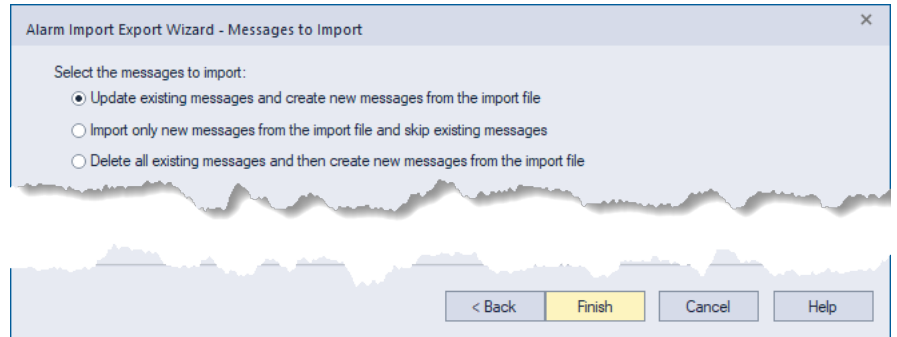 Alarm Import Export Wizard - Messages to Import
Select the messages to import:
Update existing messages and create new messages from the import file
Import only new messages from the import file and skip existing messages
Delete all existing messages and then create new messages from the import file
< Back Finish Cancel Help